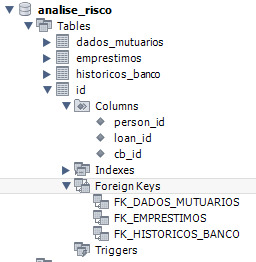 analise_risco
Tables
dados_mutuarios
emprestimos
historicos_banco
id
Columns
person_id
loan_id
cb_id
Indexes
Foreign Keys
FK_DADOS_MUTUARIOS
FK_EMPRESTIMOS
FK_HISTORICOS_BANCO
Triggers